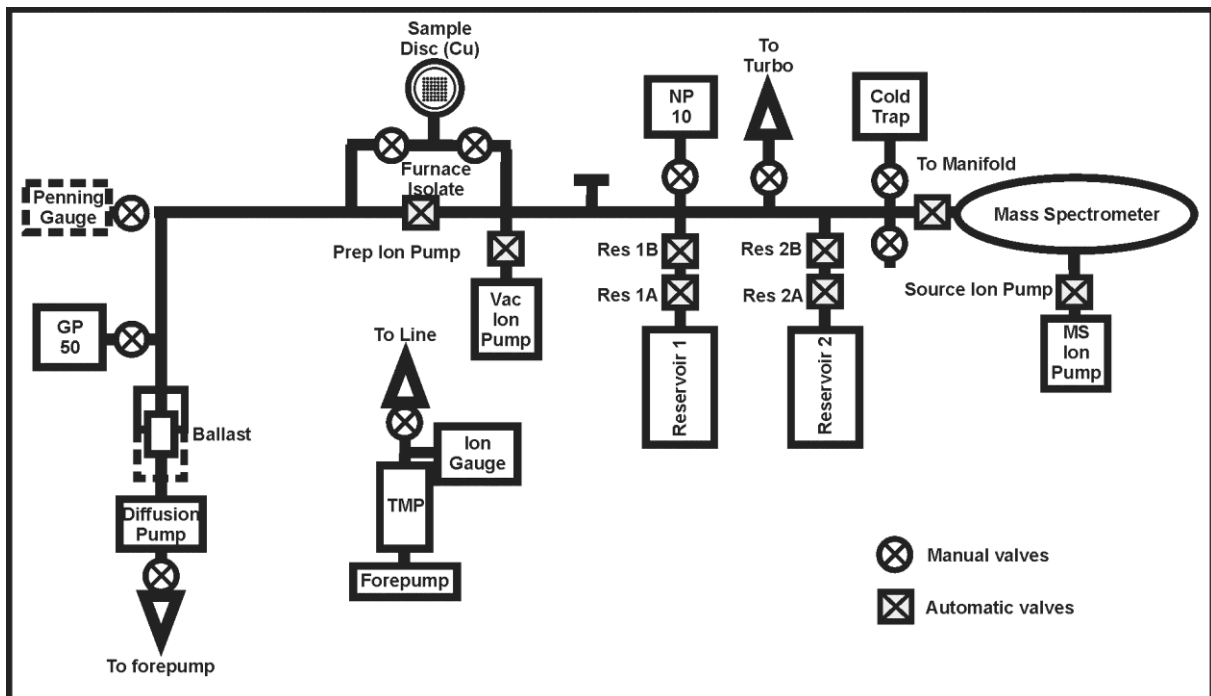 Sample
Disc (Cu)
To
Turbo
NP
10
Cold
Trap
To Manifold
Furnace
Isolate
Penning
Gauge
Mass Spectrometer
Prep Ion Pump
Res 1B
Res 2B
Vac
Ion
Pump
Res 1A
Res 2A
Source Ion Pump
GP
50
To Line
MS
Ion
Pump
Reservoir 1
Reservoir 2
Ballast
Ion
Gauge
TMP
Diffusion
Pump
Forepump
Manual valves
Automatic valves
To forepump